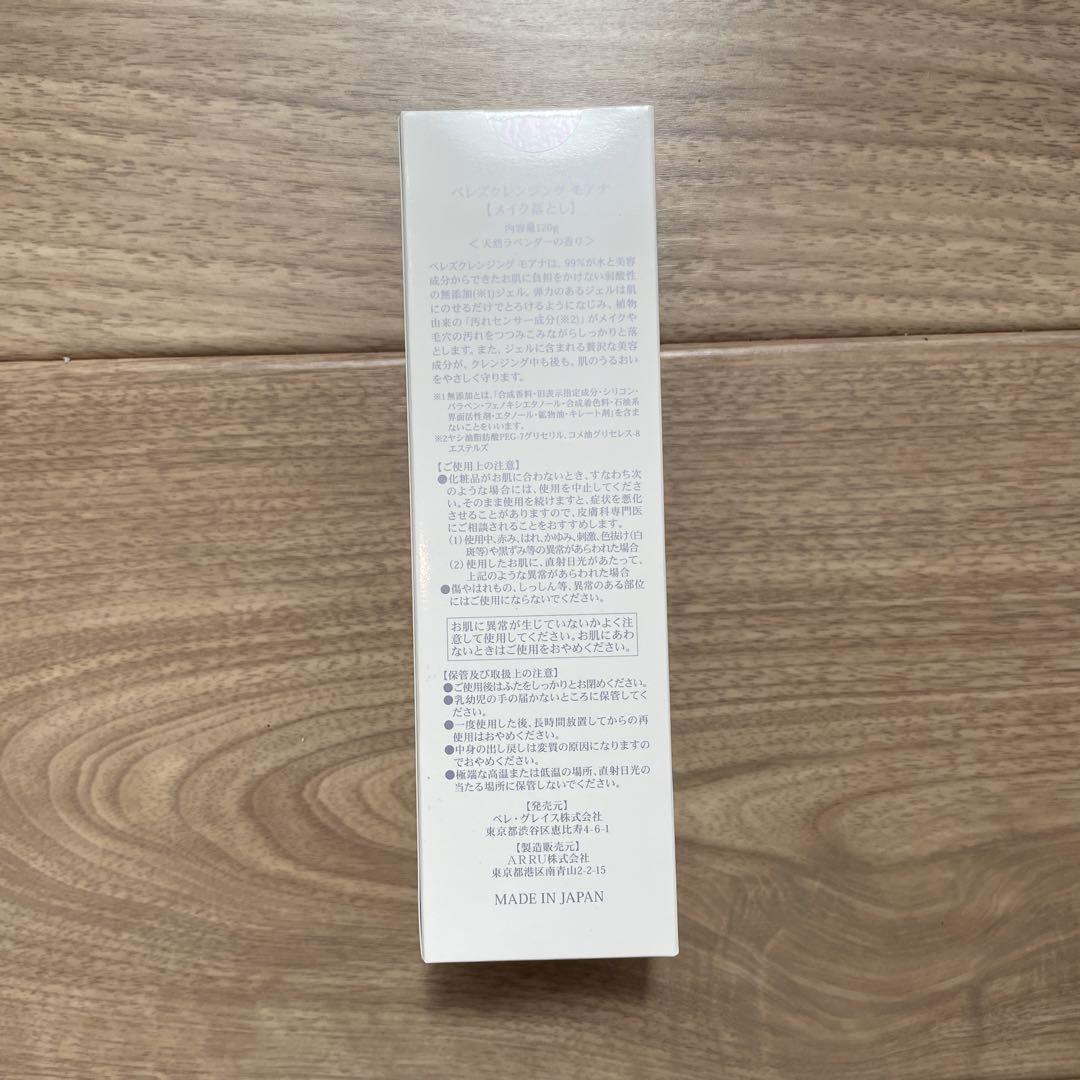 ペレズクレンジング モアナ
【メイク落とし】
内容量120g
＜天然ラベンダーの香り＞
ペレズクレンジング モアナは、99%が水と美容
成分からできたお肌に負担をかけない弱酸性
の無添加(※1)ジェル。弾力のあるジェルは肌
にのせるだけでとろけるようになじみ、植物
由来の「汚れセンサー成分(※2)」がメイクや
毛穴の汚れをつつみこみながらしっかりと落
とします。また、ジェルに含まれる贅沢な美容
成分が、クレンジング中も後も、肌のうるおい
をやさしく守ります。
※1無添加とは、「合成香料・旧表示指定成分・シリコン・
パラベン・フェノキシエタノール・合成着色料・石油系
界面活性剤・エタノール・鉱物油・キレート剤」を含ま
ないことをいいます。
※2ヤシ油脂肪酸PEG-7グリセリル、コメ油グリセレス-8
エステルズ
【ご使用上の注意】
●化粧品がお肌に合わないとき、すなわち次
のような場合には、使用を中止してくださ
い。そのまま使用を続けますと、症状を悪化
させることがありますので、皮膚科専門医
にご相談されることをおすすめします。
(1)使用中、赤み、はれ、かゆみ、刺激、色抜け(白
斑等)や黒ずみ等の異常があらわれた場合
(2)使用したお肌に、直射日光があたって、
上記のような異常があらわれた場合
●傷やはれもの、しっしん等、異常のある部位
にはご使用にならないでください。
お肌に異常が生じていないかよく注
意して使用してください。お肌にあわ
ないときはご使用をおやめください。
【保管及び取扱上の注意】
●ご使用後はふたをしっかりとお閉めください。
●乳幼児の手の届かないところに保管してく
ださい。
●一度使用した後、長時間放置してからの再
使用はおやめください。
●中身の出し戻しは変質の原因になりますの
でおやめください。
●極端な高温または低温の場所、直射日光の
当たる場所に保管しないでください。
【発売元】
ペレ・グレイス株式会社
東京都渋谷区恵比寿4-6-1
【製造販売元】
ARRU株式会社
東京都港区南青山2-2-15
MADE IN JAPAN